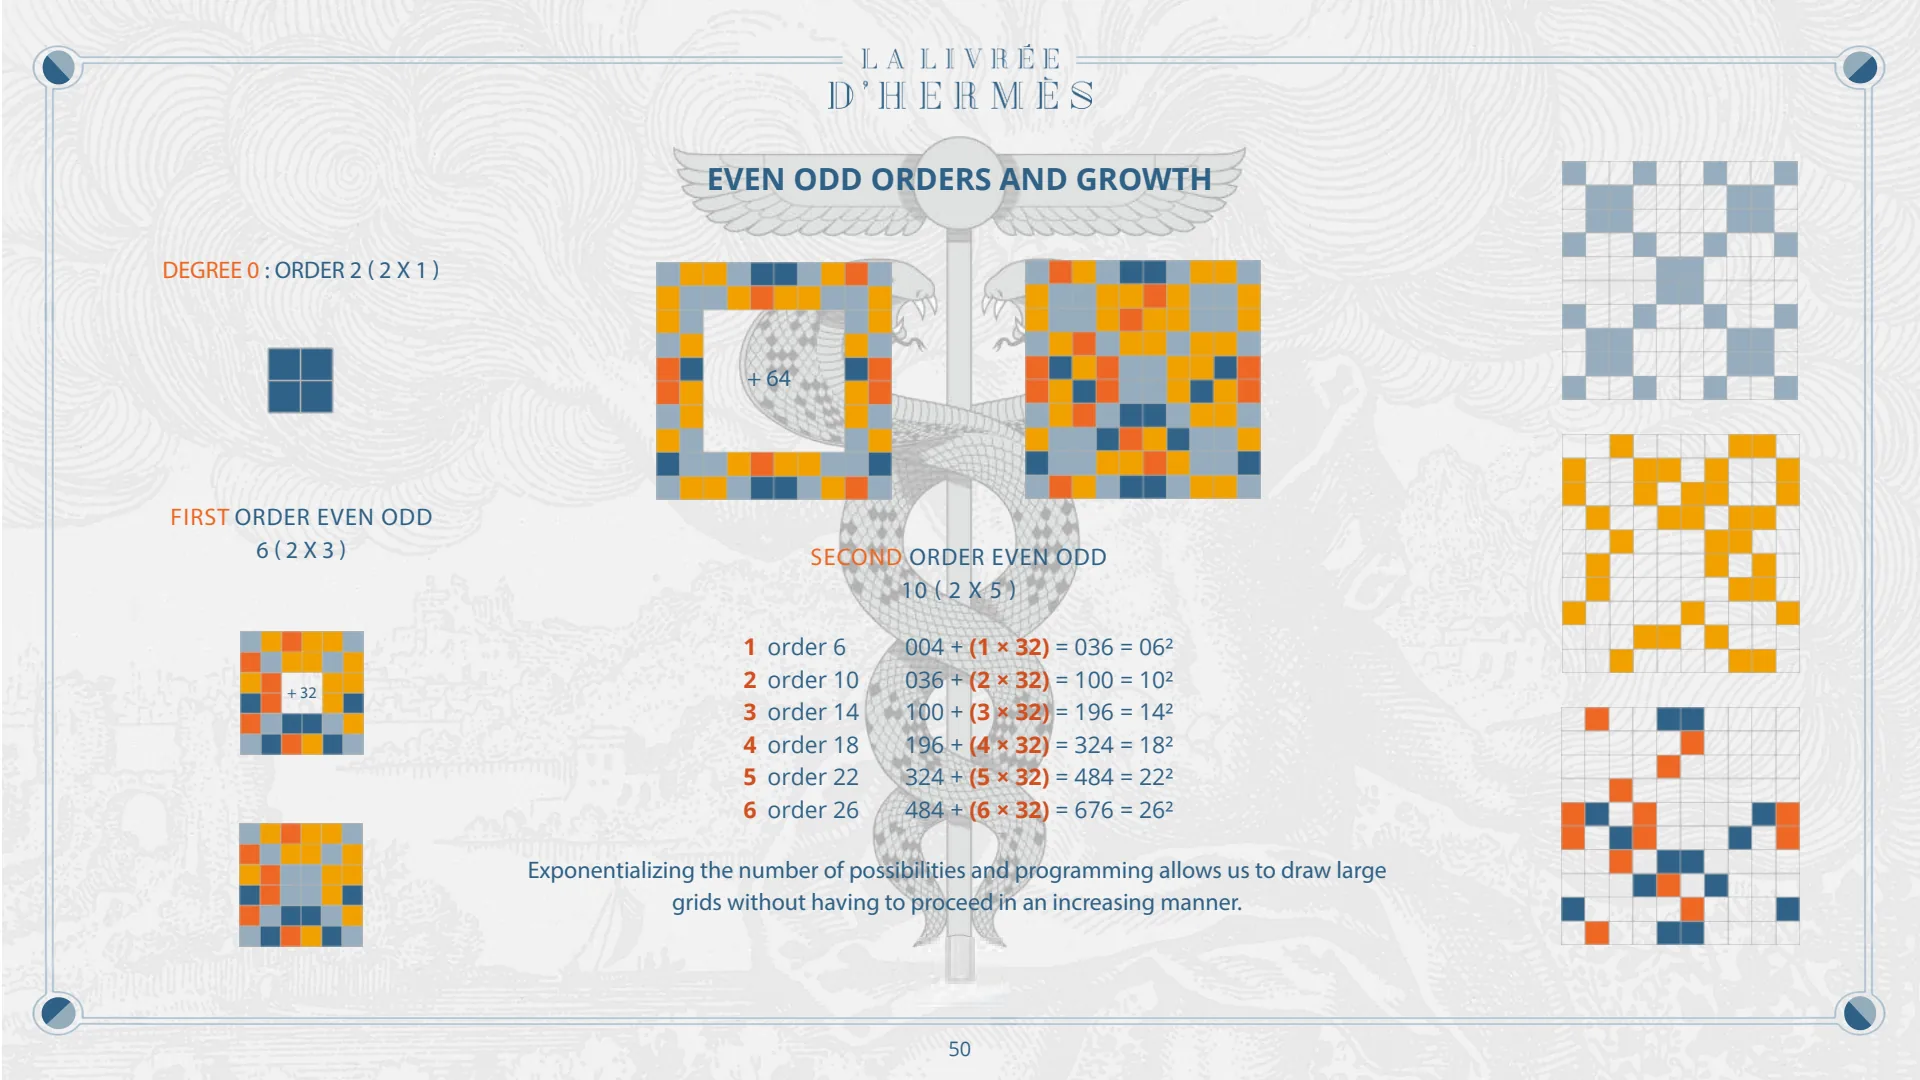 LA LIVRÉE
D'HERMÈS
EVEN ODD ORDERS AND GROWTH
DEGREE 0 : ORDER 2 ( 2 X 1 )
+ 64
FIRST ORDER EVEN ODD
6 ( 2 X 3 )
+ 32
SECOND ORDER EVEN ODD
10 ( 2 X 5 )
1 order 6 004 + (1 × 32) = 036 = 06²
2 order 10 036 + (2 × 32) = 100 = 10²
3 order 14 100 + (3 × 32) = 196 = 14²
4 order 18 196 + (4 × 32) = 324 = 18²
5 order 22 324 + (5 × 32) = 484 = 22²
6 order 26 484 + (6 × 32) = 676 = 26²
Exponentializing the number of possibilities and programming allows us to draw large
grids without having to proceed in an increasing manner.
50